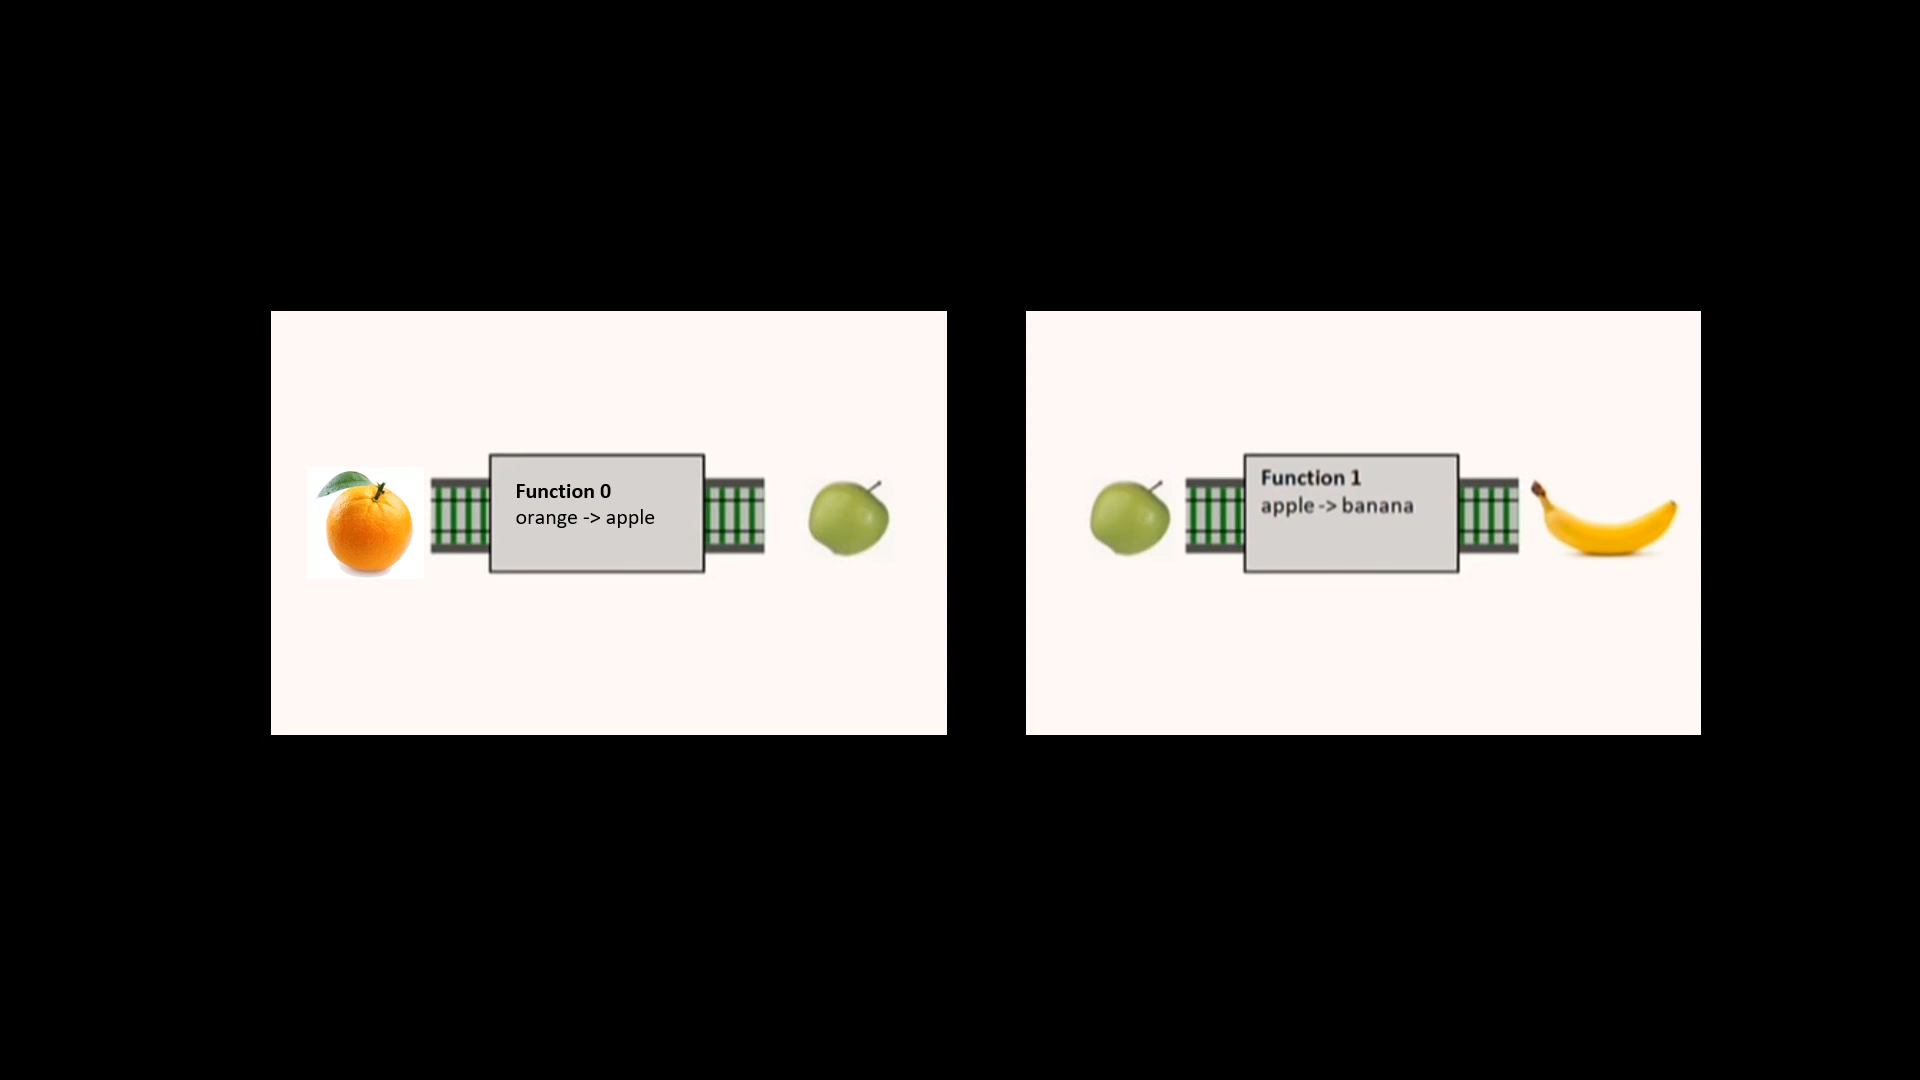 Function 0
orange -> apple
Function 1
apple -> banana